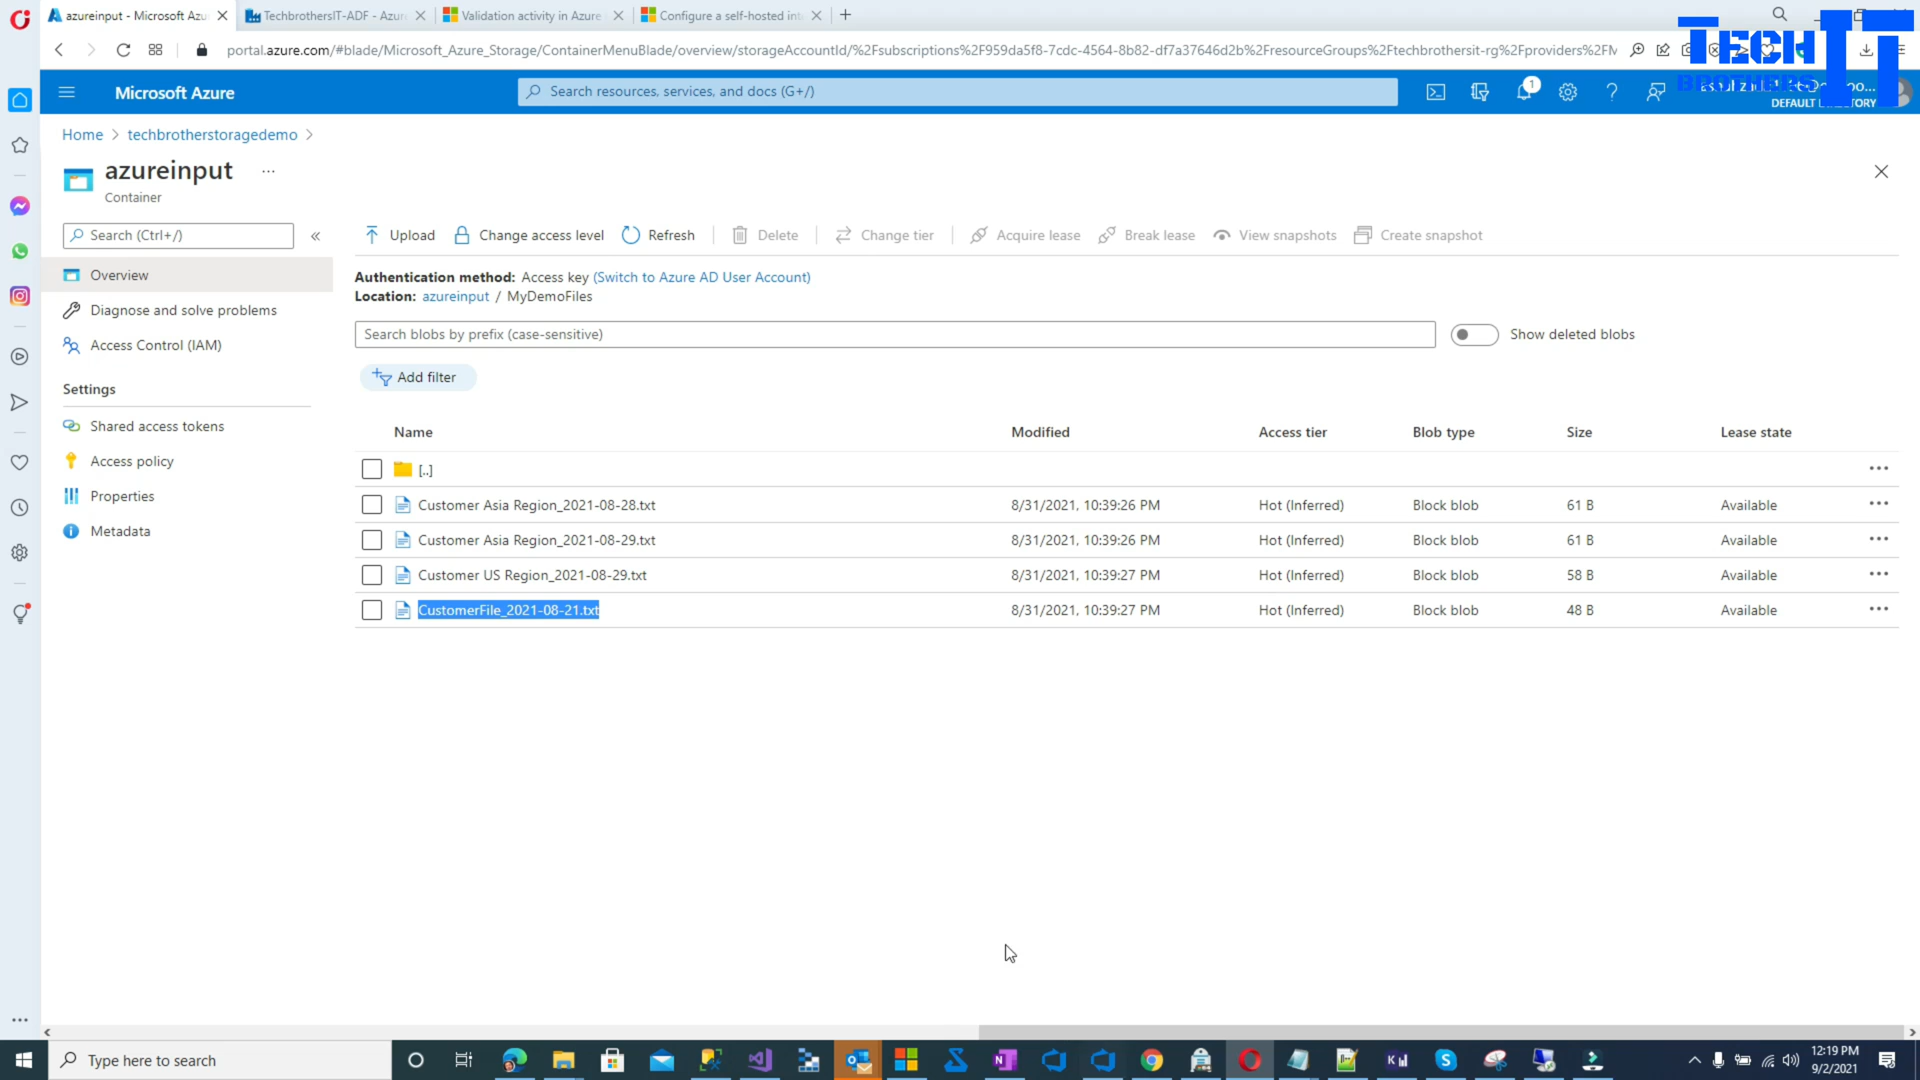 azureinput - Microsoft Azu
TechbrothersIT-ADF - Azure
Validation activity in Azure
Configure a self-hosted int
portal.azure.com/#blade/Microsoft_Azure_Storage/ContainerMenuBlade/overview/storageAccountId/%2Fsubscriptions%2F959da5f8-7cdc-4564-8b82-df7a37646d2b%2FresourceGroups%2Ftechbrothersit-rg%2Fproviders%2FM
TECH IT
BROTHERS
Microsoft Azure
Search resources, services, and docs (G+/)
1
DEFAULT DIRECTORY
Home > techbrotherstoragedemo >
azureinput ...
Container
Search (Ctrl+/)
«
Upload
Change access level
Refresh
Delete
Change tier
Acquire lease
Break lease
View snapshots
Create snapshot
Overview
Diagnose and solve problems
Access Control (IAM)
Settings
Shared access tokens
Access policy
Properties
Metadata
Authentication method: Access key (Switch to Azure AD User Account)
Location: azureinput / MyDemoFiles
Search blobs by prefix (case-sensitive)
Show deleted blobs
Add filter
Name Modified Access tier Blob type Size Lease state
[..]
Customer Asia Region_2021-08-28.txt 8/31/2021, 10:39:26 PM Hot (Inferred) Block blob 61 B Available
Customer Asia Region_2021-08-29.txt 8/31/2021, 10:39:26 PM Hot (Inferred) Block blob 61 B Available
Customer US Region_2021-08-29.txt 8/31/2021, 10:39:27 PM Hot (Inferred) Block blob 58 B Available
CustomerFile_2021-08-21.txt 8/31/2021, 10:39:27 PM Hot (Inferred) Block blob 48 B Available
Type here to search
12:19 PM
9/2/2021